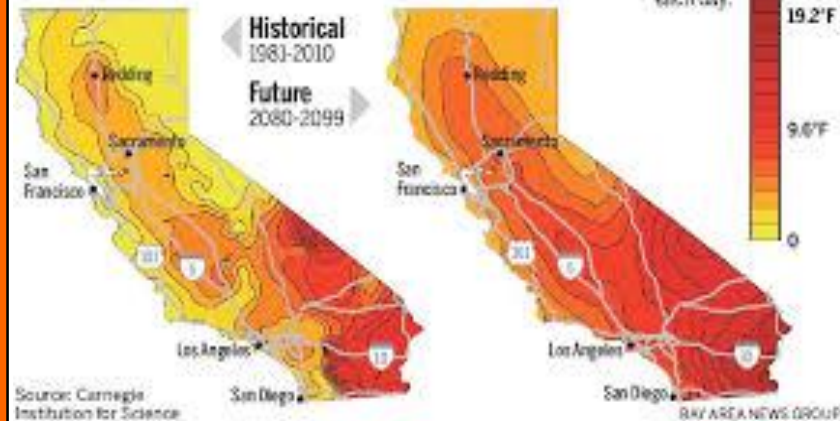 each day.
19.2°F
9.6°F
0
Historical
1981-2010
Future
2080-2099
Redding
Sacramento
San
Francisco
101
5
Los Angeles
10
San Diego
Redding
Sacramento
San
Francisco
101
5
Los Angeles
10
San Diego
Source: Carnegie
Institution for Science
BAY AREA NEWS GROUP